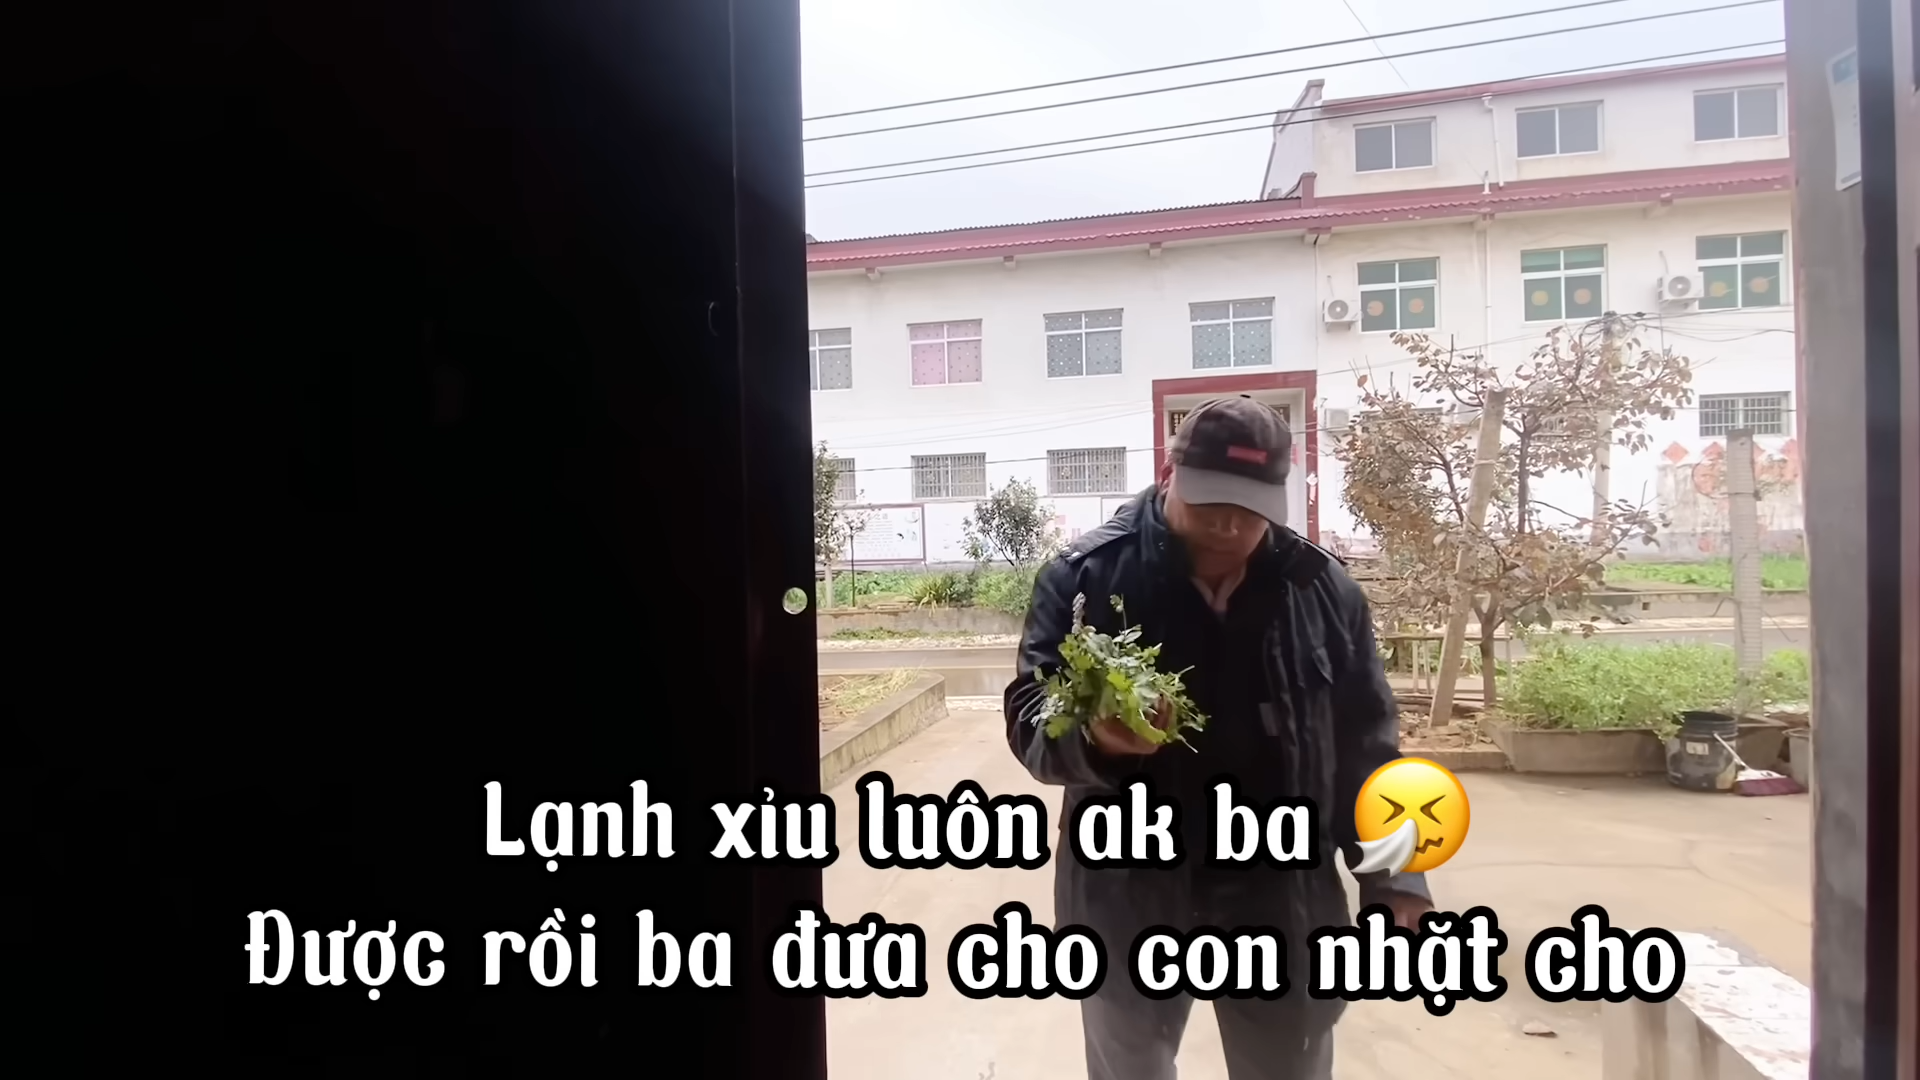 Lạnh xỉu luôn ak ba 🤧
Được rồi ba đưa cho con nhặt cho